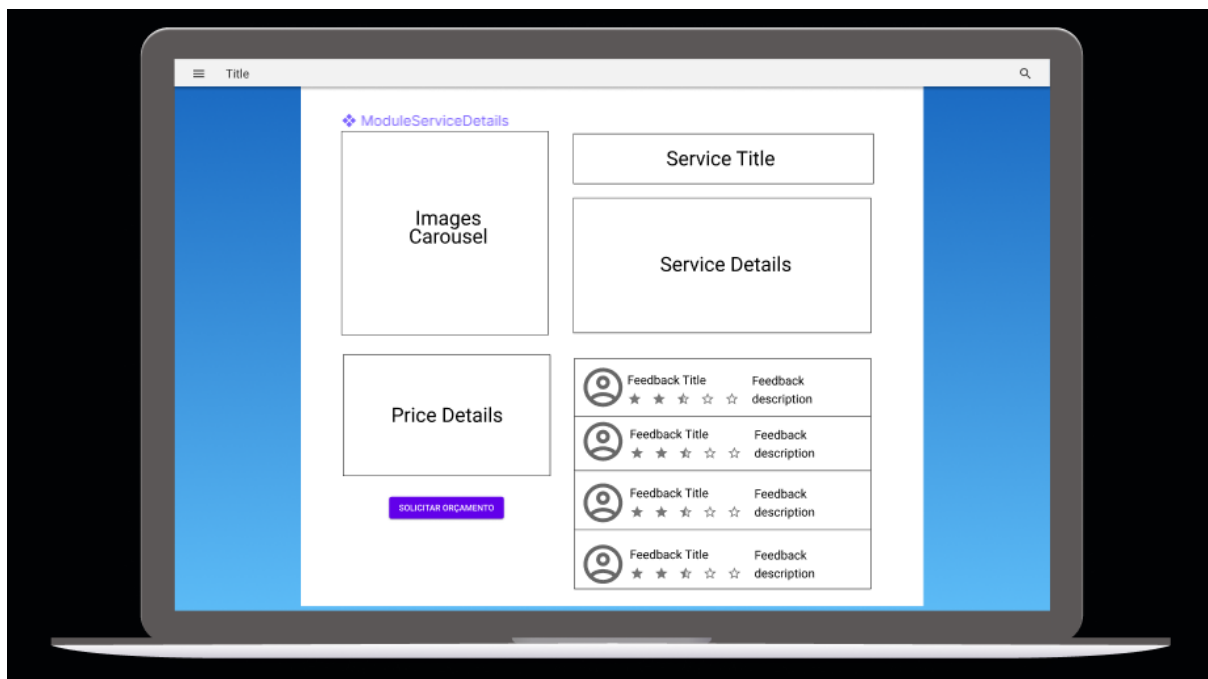 Title
ModuleServiceDetails
Images
Carousel
Service Title
Service Details
Price Details
SOLICITAR ORÇAMENTO
Feedback Title
Feedback
description
Feedback Title
Feedback
description
Feedback Title
Feedback
description
Feedback Title
Feedback
description